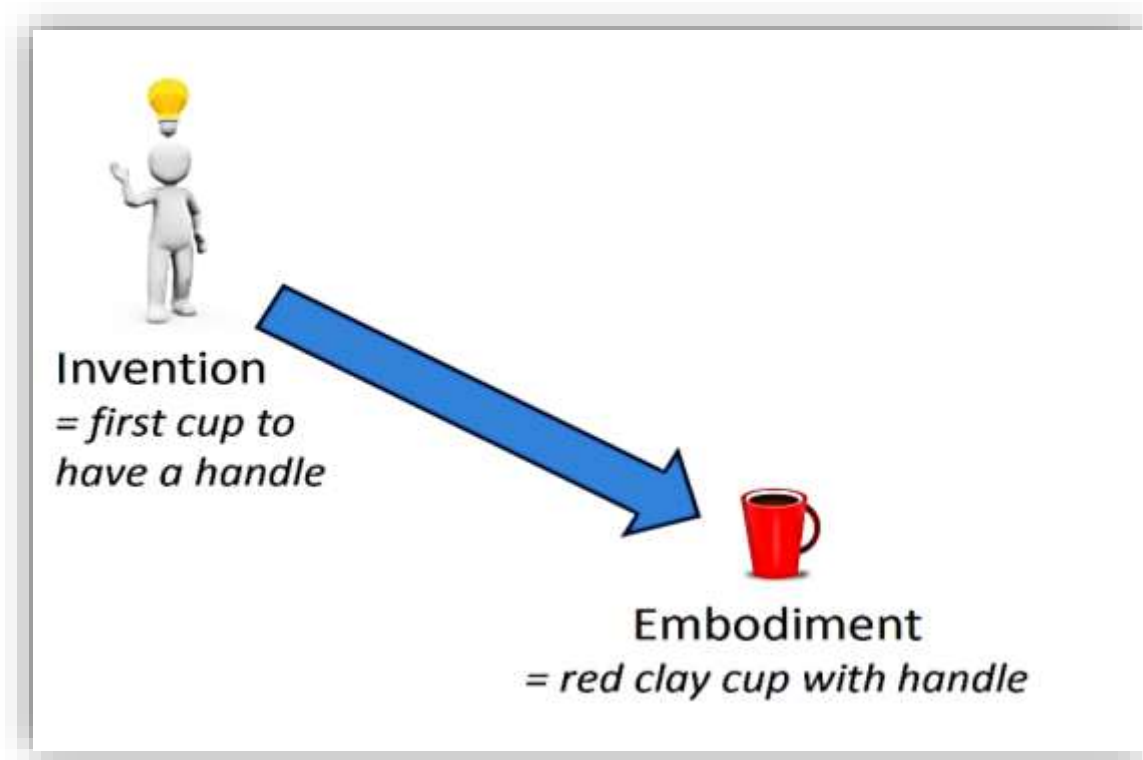 Invention
= first cup to
have a handle
Embodiment
= red clay cup with handle